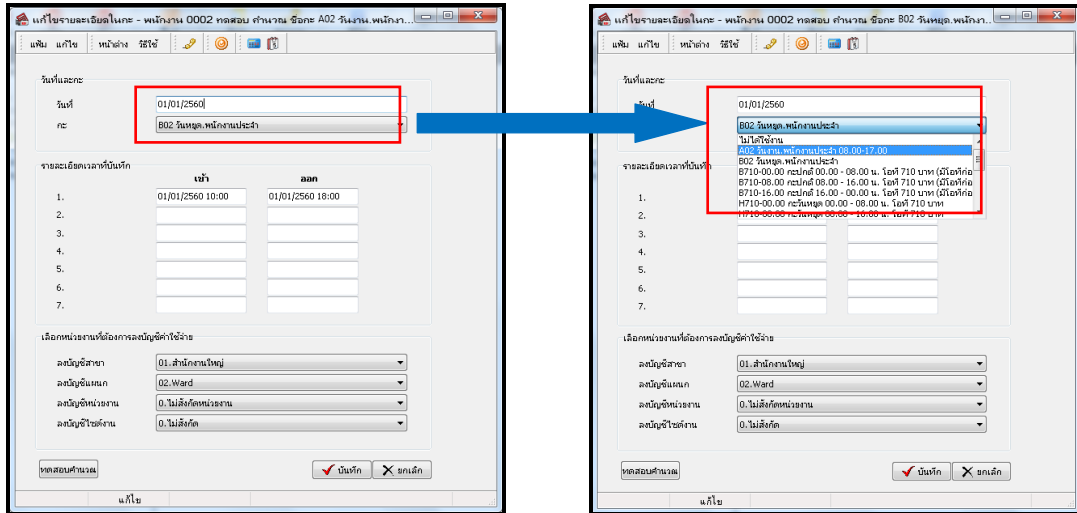 แก้ไขรายละเอียดในกะ - พนักงาน 0002 ทดสอบ คำนวณ ชื่อกะ A02 วันงาน.พนักงา...
แฟ้ม แก้ไข หน้าต่าง วิธีใช้
วันที่และกะ
วันที่ 01/01/2560
กะ B02 วันหยุด.พนักงานประจำ
รายละเอียดเวลาที่บันทึก
เข้า ออก
1. 01/01/2560 10:00 01/01/2560 18:00
2.
3.
4.
5.
6.
7.
เลือกหน่วยงานที่ต้องการลงบัญชีค่าใช้จ่าย
ลงบัญชีสาขา 01.สำนักงานใหญ่
ลงบัญชีแผนก 02.Ward
ลงบัญชีหน่วยงาน 0.ไม่สังกัดหน่วยงาน
ลงบัญชีไซต์งาน 0.ไม่สังกัด
ทดสอบคำนวณ บันทึก ยกเลิก
แก้ไข
แก้ไขรายละเอียดในกะ - พนักงาน 0002 ทดสอบ คำนวณ ชื่อกะ B02 วันหยุด.พนักงา...
แฟ้ม แก้ไข หน้าต่าง วิธีใช้
วันที่และกะ
วันที่ 01/01/2560
B02 วันหยุด.พนักงานประจำ
ไม่ได้ใช้งาน
A02 วันงาน.พนักงานประจำ 08.00-17.00
B02 วันหยุด.พนักงานประจำ
B710-00.00 กะปกติ 00.00 - 08.00 น. โอที 710 บาท (มีโอทีก่อ
B710-08.00 กะปกติ 08.00 - 16.00 น. โอที 710 บาท (มีโอทีก่อ
B710-16.00 กะปกติ 16.00 - 00.00 น. โอที 710 บาท (มีโอทีก่อ
H710-00.00 กะวันหยุด 00.00 - 08.00 น. โอที 710 บาท
H710-08.00 กะวันหยุด 08.00 - 16.00 น. โอที 710 บาท
รายละเอียดเวลาที่บันทึก
1.
2.
3.
4.
5.
6.
7.
เลือกหน่วยงานที่ต้องการลงบัญชีค่าใช้จ่าย
ลงบัญชีสาขา 01.สำนักงานใหญ่
ลงบัญชีแผนก 02.Ward
ลงบัญชีหน่วยงาน 0.ไม่สังกัดหน่วยงาน
ลงบัญชีไซต์งาน 0.ไม่สังกัด
ทดสอบคำนวณ บันทึก ยกเลิก
แก้ไข